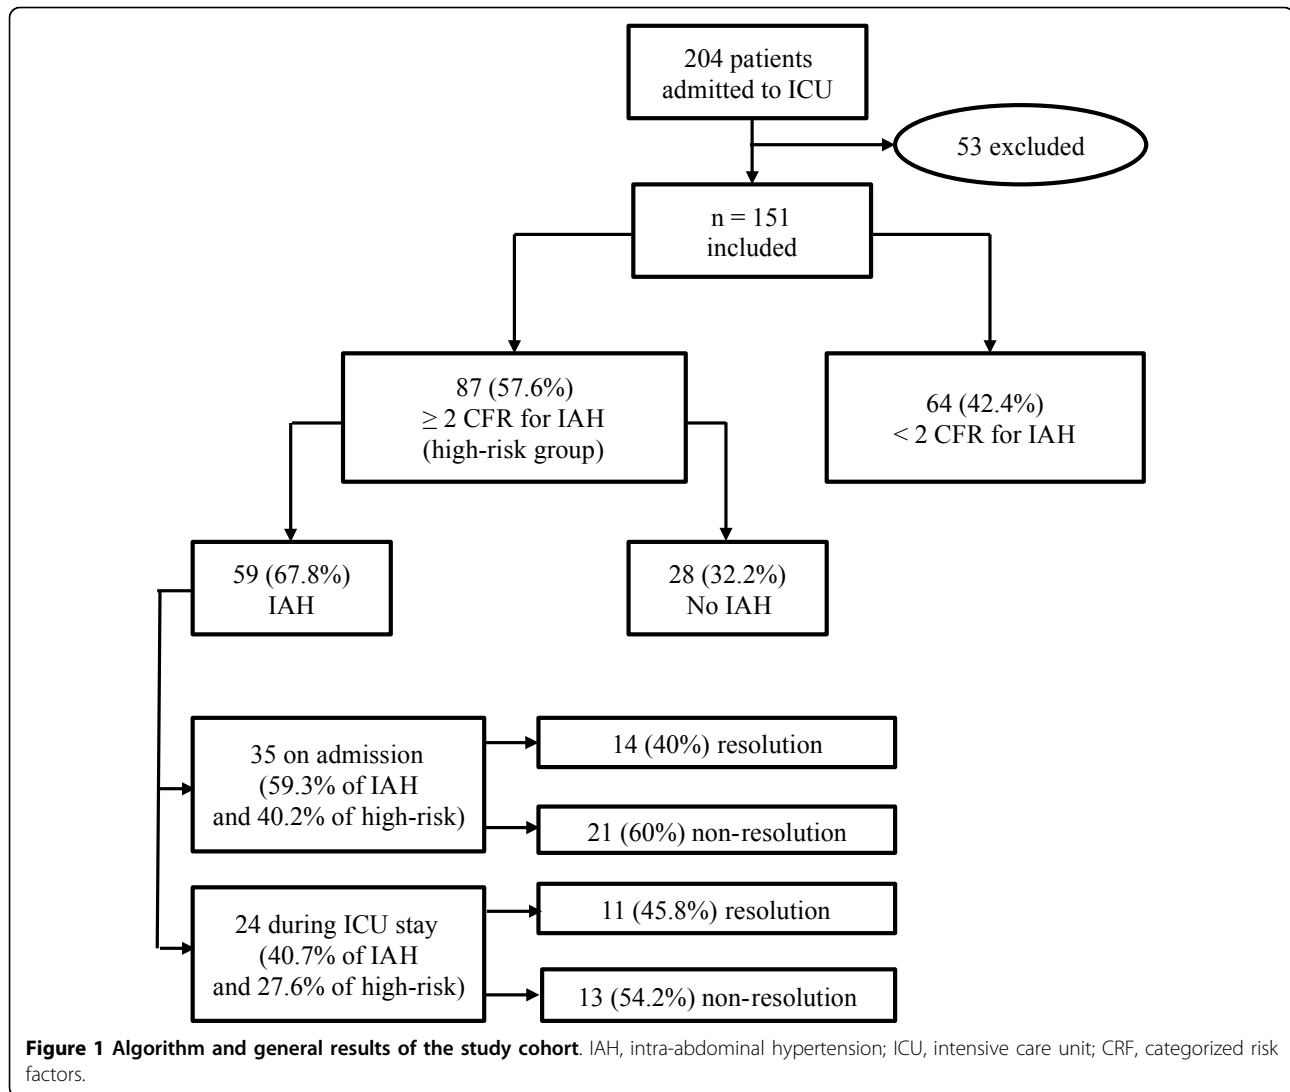 204 patients
admitted to ICU
53 excluded
n = 151
included
87 (57.6%)
≥ 2 CFR for IAH
(high-risk group)
64 (42.4%)
< 2 CFR for IAH
59 (67.8%)
IAH
28 (32.2%)
No IAH
35 on admission
(59.3% of IAH
and 40.2% of high-risk)
14 (40%) resolution
21 (60%) non-resolution
24 during ICU stay
(40.7% of IAH
and 27.6% of high-risk)
11 (45.8%) resolution
13 (54.2%) non-resolution
Figure 1 Algorithm and general results of the study cohort. IAH, intra-abdominal hypertension; ICU, intensive care unit; CRF, categorized risk
factors.